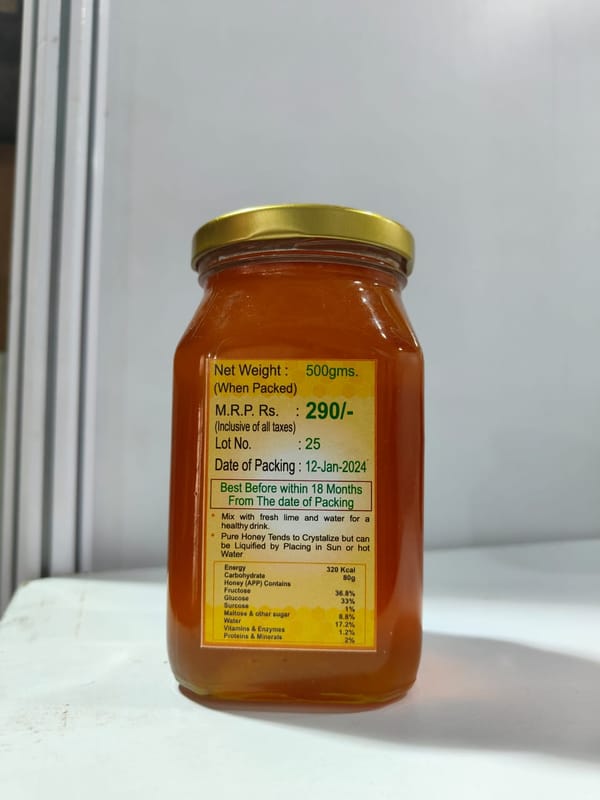 Net Weight : 500gms.
(When Packed)
M.R.P. Rs. : 290/-
(Inclusive of all taxes)
Lot No. : 25
Date of Packing : 12-Jan-2024
Best Before within 18 Months
From The date of Packing
* Mix with fresh lime and water for a
healthy drink.
* Pure Honey Tends to Crystalize but can
be Liquified by Placing in Sun or hot
Water
Energy 320 Kcal
Carbohydrate 80g
Honey (APP) Contains
Fructose 36.8%
Glucose 33%
Surcose 1%
Maltose & other sugar 8.8%
Water 17.2%
Vitamins & Enzymes 1.2%
Proteins & Minerals 2%